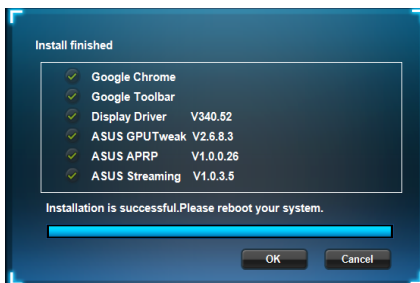 Install finished
Google Chrome
Google Toolbar
Display Driver V340.52
ASUS GPUTweak V2.6.8.3
ASUS APRP V1.0.0.26
ASUS Streaming V1.0.3.5
Installation is successful.Please reboot your system.
OK Cancel